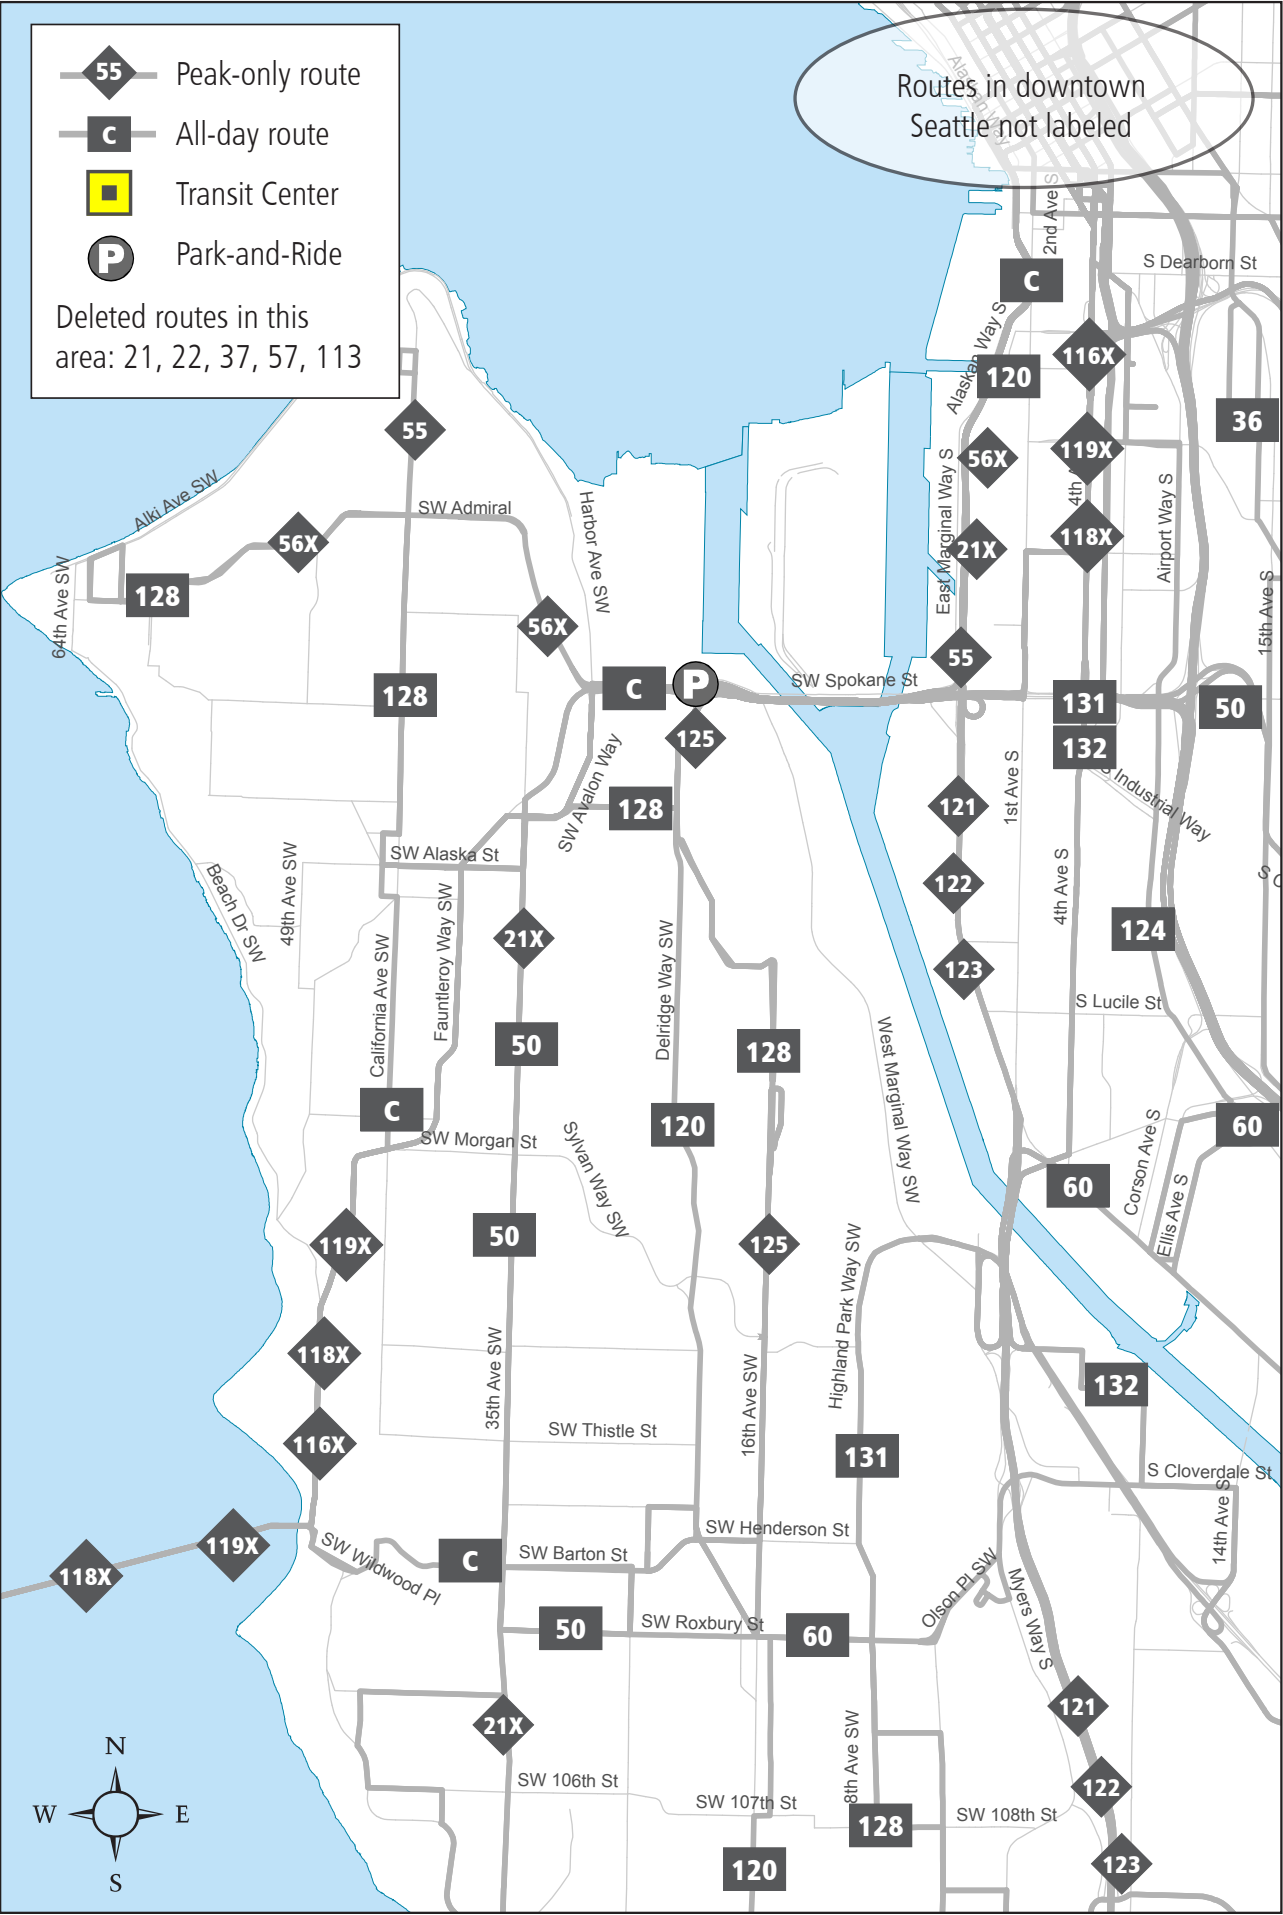 55 Peak-only route
C All-day route
Transit Center
P Park-and-Ride
Deleted routes in this
area: 21, 22, 37, 57, 113
Routes in downtown
Seattle not labeled
Alaskan Way
2nd Ave S
S Dearborn St
C
Alaskan Way S
116X
120
36
55
119X
56X
4th
Alki Ave SW
SW Admiral
Harbor Ave SW
East Marginal Way S
Airport Way S
56X
118X
21X
64th Ave SW
128
15th Ave S
56X
55
C
P
SW Spokane St
128
131
50
125
132
SW Avalon Way
1st Ave S
S Industrial Way
128
121
SW Alaska St
49th Ave SW
Beach Dr SW
Fauntleroy Way SW
122
4th Ave S
21X
124
California Ave SW
Delridge Way SW
123
S Lucile St
50
128
West Marginal Way SW
C
120
60
SW Morgan St
Sylvan Way SW
Corson Ave S
60
Ellis Ave S
119X
50
125
Highland Park Way SW
118X
35th Ave SW
16th Ave SW
132
116X
SW Thistle St
131
S Cloverdale St
14th Ave S
119X
118X
SW Wildwood Pl
C
SW Barton St
SW Henderson St
Olson Pl SW
Myers Way S
50
SW Roxbury St
60
21X
121
8th Ave SW
N
W E
S
SW 106th St
122
SW 107th St
128
SW 108th St
120
123